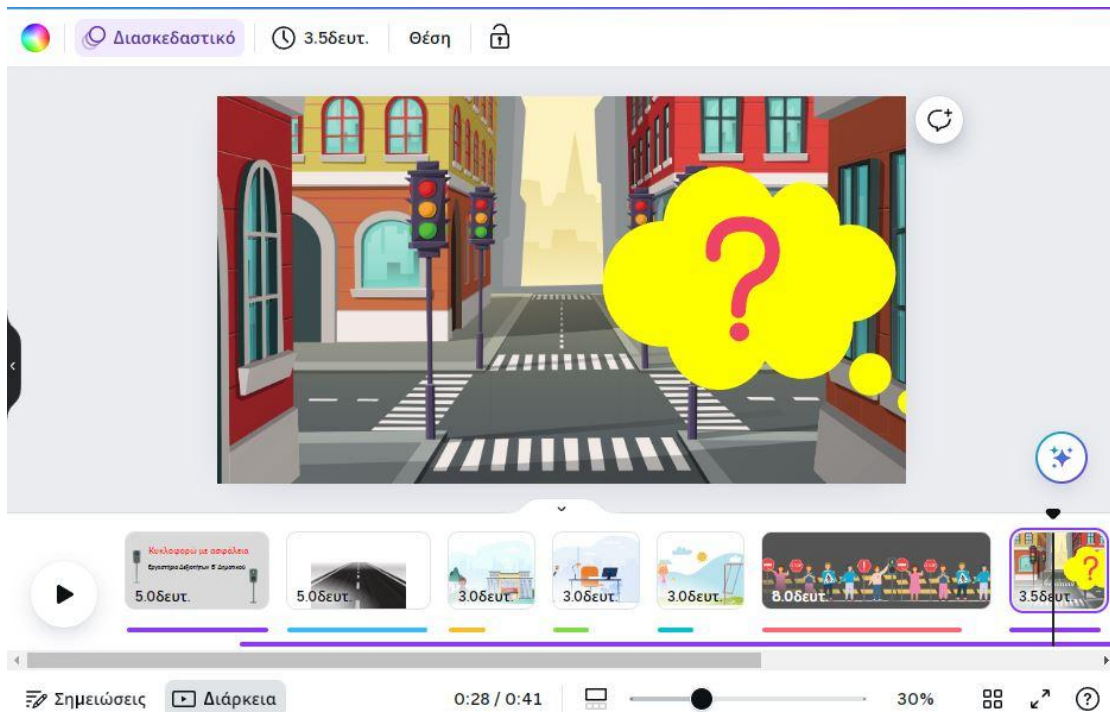 Διασκεδαστικό 3.5δευτ. Θέση
?
Κυκλοφορώ με ασφάλεια
Εργαστήριο Δεξιοτήτων Β' Δημοτικού
5.0δευτ. 5.0δευτ. 3.0δευτ. 3.0δευτ. 3.0δευτ. 8.0δευτ. 3.5δευτ.
Σημειώσεις Διάρκεια 0:28 / 0:41 30%